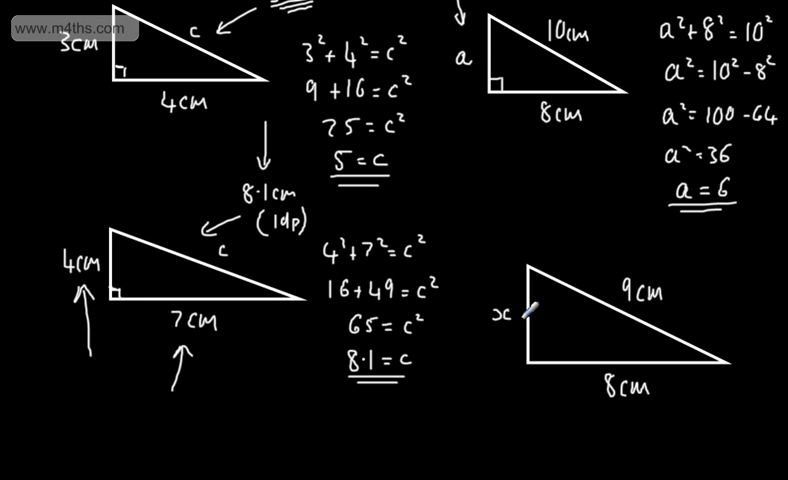 www.m4ths.com
3cm
c
4cm
3²+4²=c²
9+16=c²
25=c²
5=c
a
10cm
8cm
a²+8²=10²
a²=10²-8²
a²=100-64
a²=36
a=6
8.1cm
(1dp)
4cm
c
7cm
4²+7²=c²
16+49=c²
65=c²
8.1=c
x
9cm
8cm